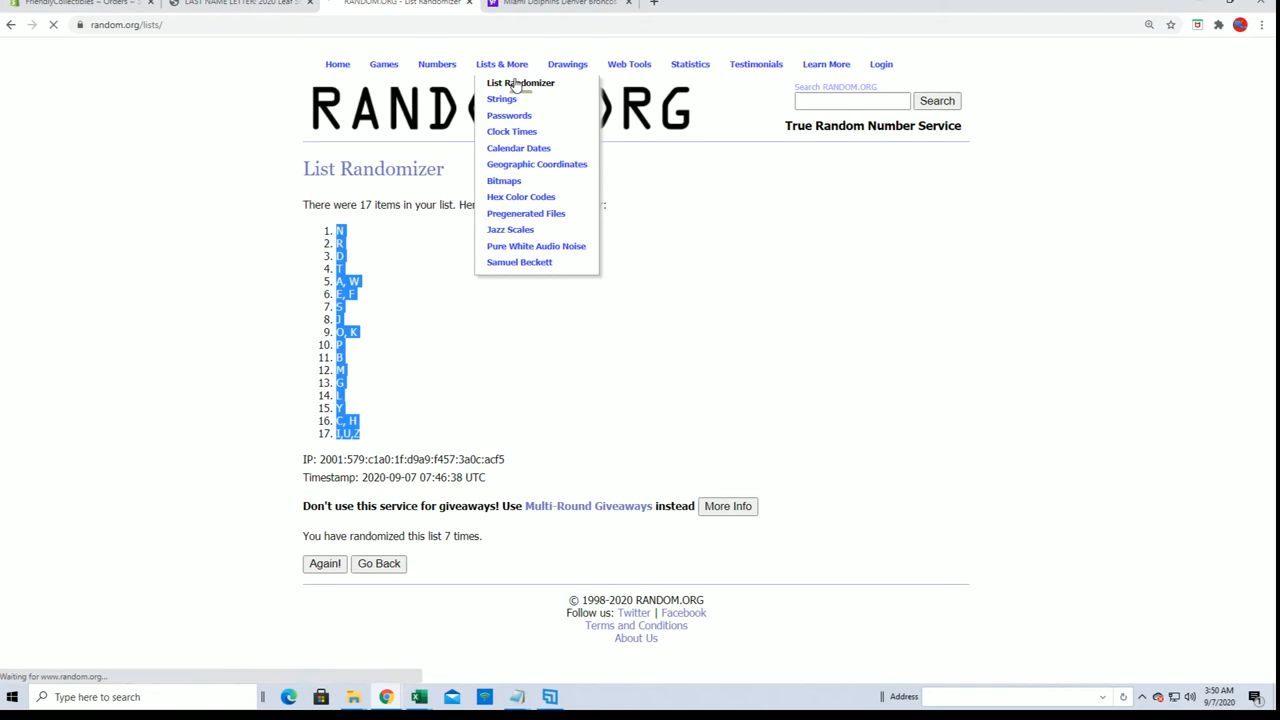 FriendlyCollectibles ~ Orders ~
LAST NAME LETTER: 2020 Leaf
RANDOM.ORG - List Randomizer
Miami Dolphins Denver Broncos
random.org/lists/
Home Games Numbers Lists & More Drawings Web Tools Statistics Testimonials Learn More Login
List Randomizer
Strings
Passwords
Clock Times
Calendar Dates
Geographic Coordinates
Bitmaps
Hex Color Codes
Pregenerated Files
Jazz Scales
Pure White Audio Noise
Samuel Beckett
RANDOM.ORG
Search RANDOM.ORG
Search
True Random Number Service
List Randomizer
There were 17 items in your list. Her
1. N
2. R
3. D
4. T
5. A, W
6. E, F
7. S
8. J
9. O, K
10. P
11. B
12. M
13. G
14. L
15. Y
16. C, H
17. I,U,Z
IP: 2001:579:c1a0:1f:d9a9:f457:3a0c:acf5
Timestamp: 2020-09-07 07:46:38 UTC
Don't use this service for giveaways! Use Multi-Round Giveaways instead More Info
You have randomized this list 7 times.
Again! Go Back
© 1998-2020 RANDOM.ORG
Follow us: Twitter | Facebook
Terms and Conditions
About Us
Waiting for www.random.org...
Type here to search
Address
3:50 AM
9/7/2020